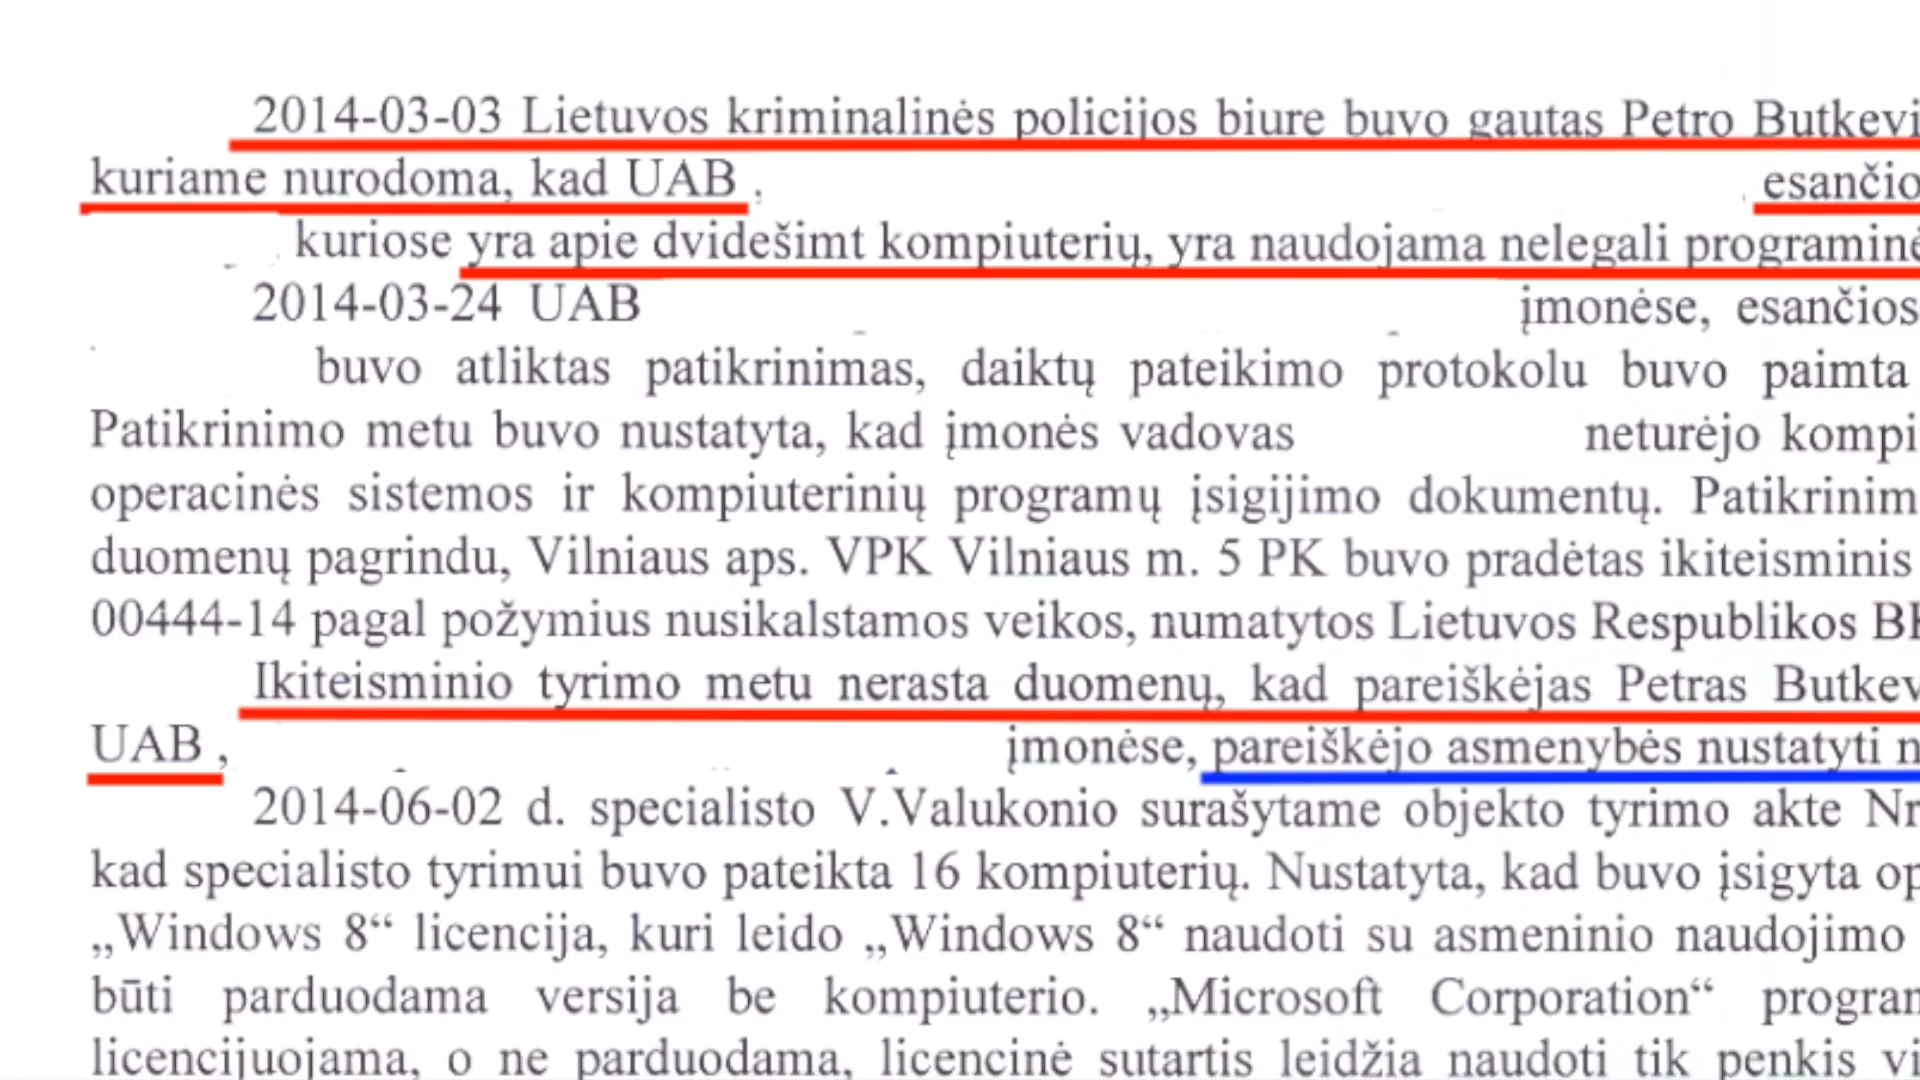 2014-03-03 Lietuvos kriminalinės policijos biure buvo gautas Petro Butkevi
kuriame nurodoma, kad UAB , esančio
kuriose yra apie dvidešimt kompiuterių, yra naudojama nelegali programinė
2014-03-24 UAB įmonėse, esančios
buvo atliktas patikrinimas, daiktų pateikimo protokolu buvo paimta
Patikrinimo metu buvo nustatyta, kad įmonės vadovas neturėjo kompi
operacinės sistemos ir kompiuterinių programų įsigijimo dokumentų. Patikrinim
duomenų pagrindu, Vilniaus aps. VPK Vilniaus m. 5 PK buvo pradėtas ikiteisminis
00444-14 pagal požymius nusikalstamos veikos, numatytos Lietuvos Respublikos BK
Ikiteisminio tyrimo metu nerasta duomenų, kad pareiškėjas Petras Butkev
UAB , įmonėse, pareiškėjo asmenybės nustatyti n
2014-06-02 d. specialisto V.Valukonio surašytame objekto tyrimo akte Nr
kad specialisto tyrimui buvo pateikta 16 kompiuterių. Nustatyta, kad buvo įsigyta op
„Windows 8“ licencija, kuri leido „Windows 8“ naudoti su asmeninio naudojimo
būti parduodama versija be kompiuterio. „Microsoft Corporation“ program
licencijuojama, o ne parduodama, licencinė sutartis leidžia naudoti tik penkis vi